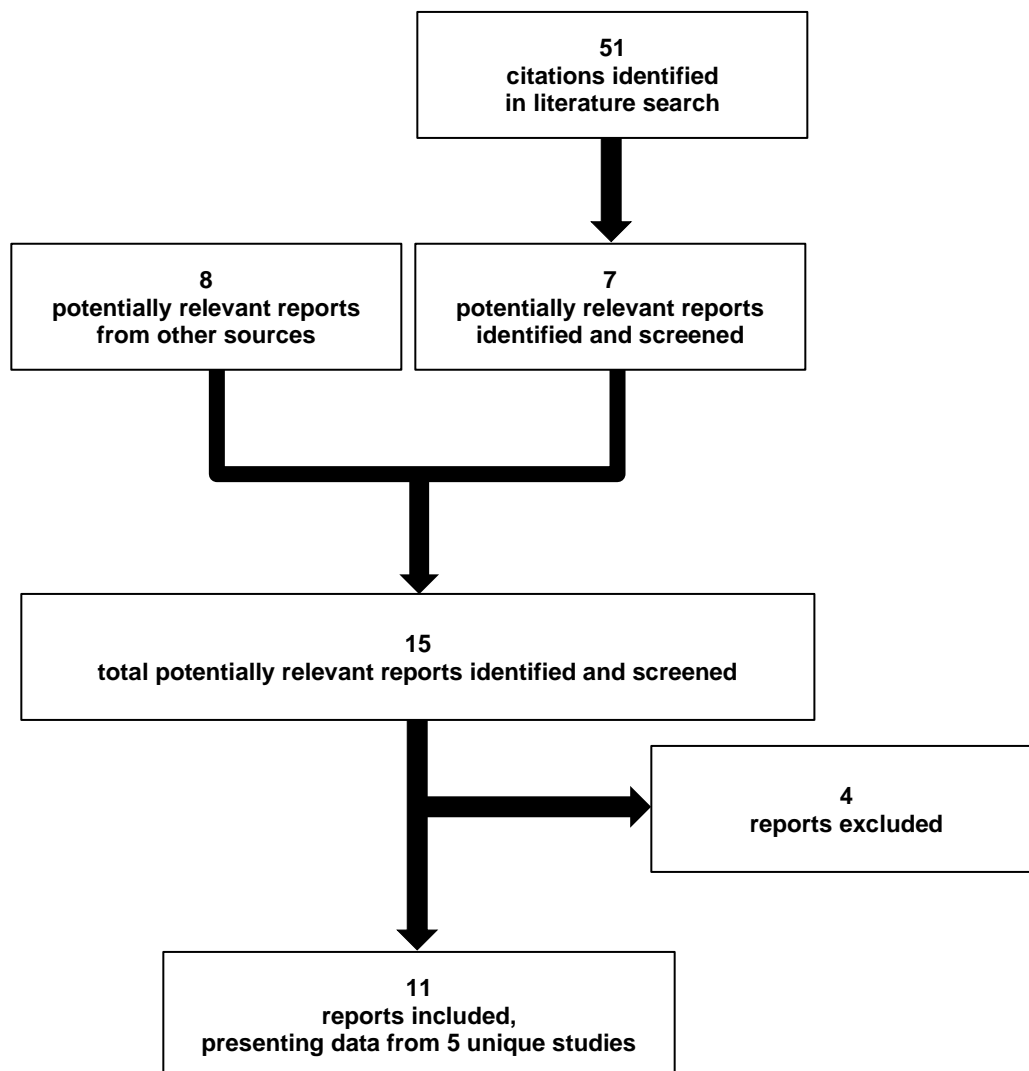 51
citations identified
in literature search
8
potentially relevant reports
from other sources
7
potentially relevant reports
identified and screened
15
total potentially relevant reports identified and screened
4
reports excluded
11
reports included,
presenting data from 5 unique studies